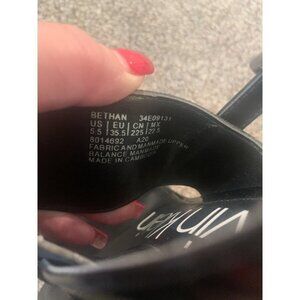 BETHAN 34E09131
US | EU | CN | MX
5.5 | 35.5 | 225 | 22.5
8014692 A20
FABRIC AND MANMADE UPPER
BALANCE MANMADE
MADE IN CAMBODIA